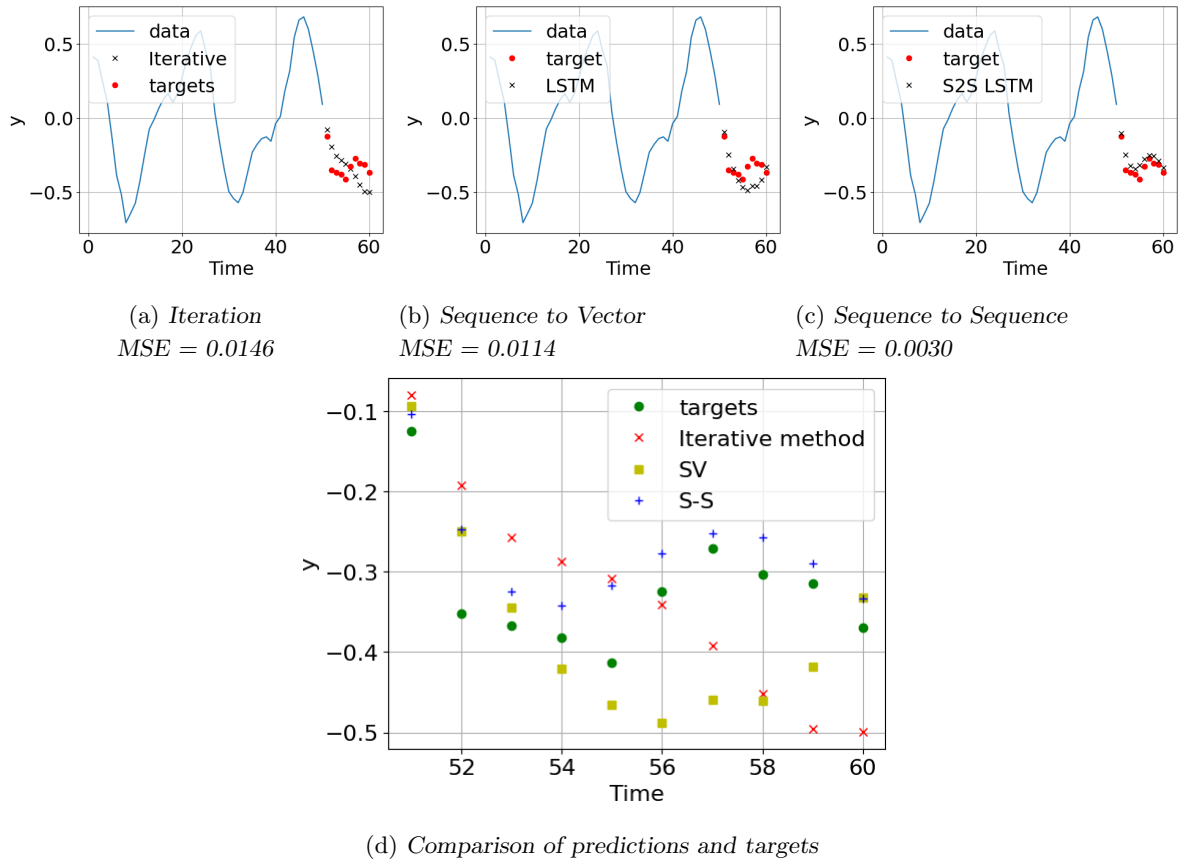 0.5
0.0
−0.5
y
data
Iterative
targets
0
20
40
60
Time
0.5
0.0
−0.5
y
data
target
LSTM
0
20
40
60
Time
0.5
0.0
−0.5
y
data
target
S2S LSTM
0
20
40
60
Time
(a) Iteration
MSE = 0.0146
(b) Sequence to Vector
MSE = 0.0114
(c) Sequence to Sequence
MSE = 0.0030
−0.1
−0.2
−0.3
−0.4
−0.5
y
targets
Iterative method
SV
S-S
52
54
56
58
60
Time
(d) Comparison of predictions and targets